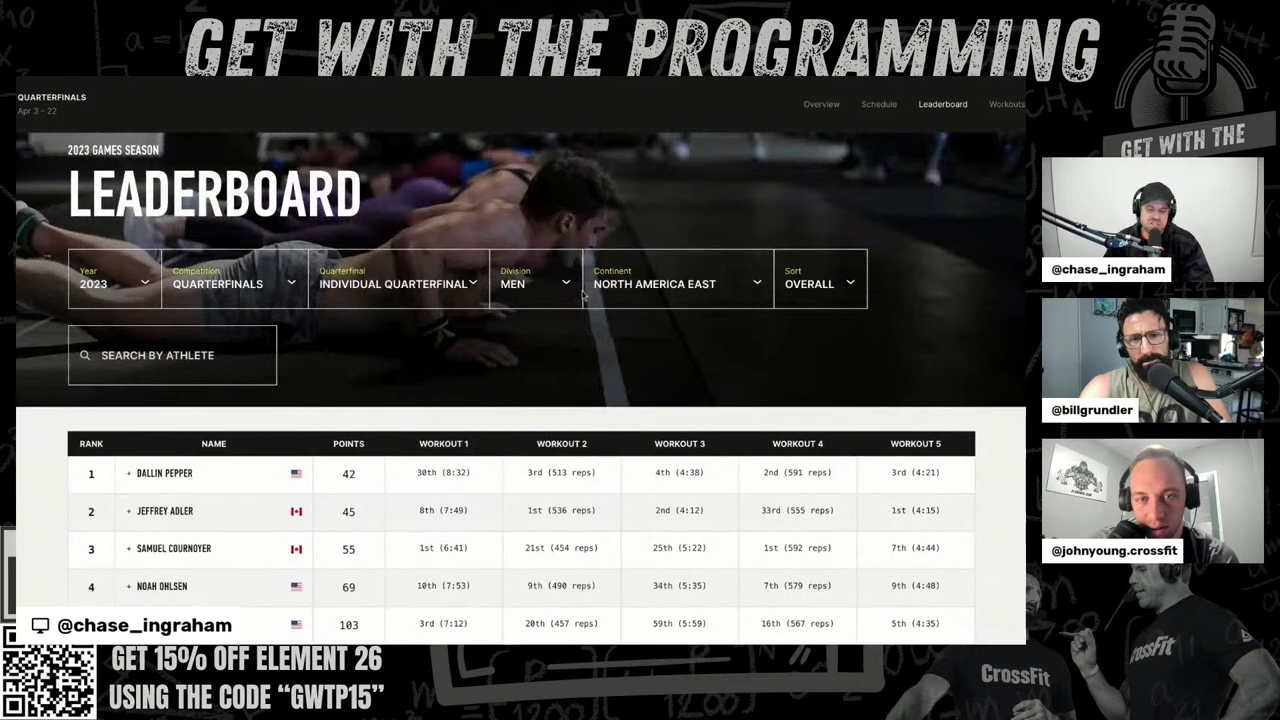 GET WITH THE PROGRAMMING
QUARTERFINALS
Apr 3 - 22
Overview Schedule Leaderboard Workouts
2023 GAMES SEASON
LEADERBOARD
Year Competition Quarterfinal Division Continent Sort
2023 QUARTERFINALS INDIVIDUAL QUARTERFINAL MEN NORTH AMERICA EAST OVERALL
SEARCH BY ATHLETE
RANK NAME POINTS WORKOUT 1 WORKOUT 2 WORKOUT 3 WORKOUT 4 WORKOUT 5
1 + DALLIN PEPPER 42 30th (8:32) 3rd (513 reps) 4th (4:38) 2nd (591 reps) 3rd (4:21)
2 + JEFFREY ADLER 45 8th (7:49) 1st (536 reps) 2nd (4:12) 33rd (555 reps) 1st (4:15)
3 + SAMUEL COURNOYER 55 1st (6:41) 21st (454 reps) 25th (5:22) 1st (592 reps) 7th (4:44)
4 + NOAH OHLSEN 69 10th (7:53) 9th (490 reps) 34th (5:35) 7th (579 reps) 9th (4:48)
103 3rd (7:12) 20th (457 reps) 59th (5:59) 16th (567 reps) 5th (4:35)
@chase_ingraham
GET 15% OFF ELEMENT 26
USING THE CODE “GWTP15”
GET WITH THE
@chase_ingraham
@billgrundler
@johnyoung.crossfit
CrossFit
CrossFit